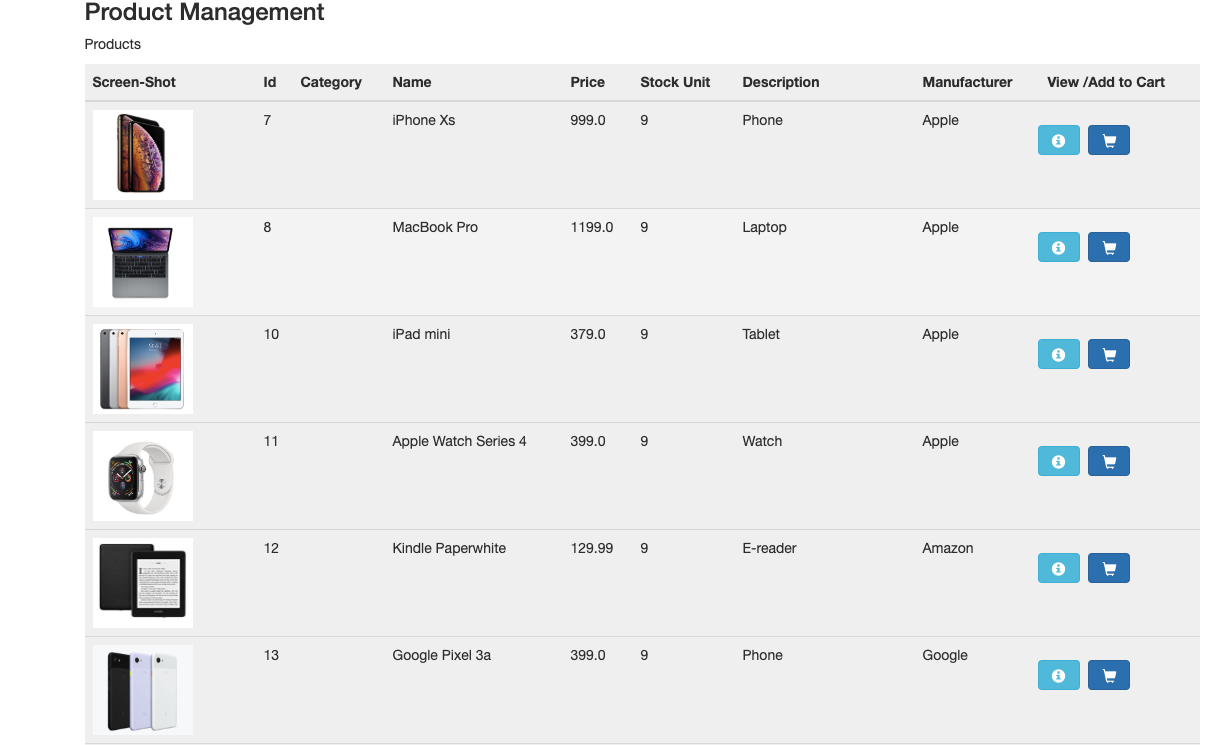 Product Management
Products
Screen-Shot Id Category Name Price Stock Unit Description Manufacturer View /Add to Cart
7 iPhone Xs 999.0 9 Phone Apple
8 MacBook Pro 1199.0 9 Laptop Apple
10 iPad mini 379.0 9 Tablet Apple
11 Apple Watch Series 4 399.0 9 Watch Apple
12 Kindle Paperwhite 129.99 9 E-reader Amazon
13 Google Pixel 3a 399.0 9 Phone Google